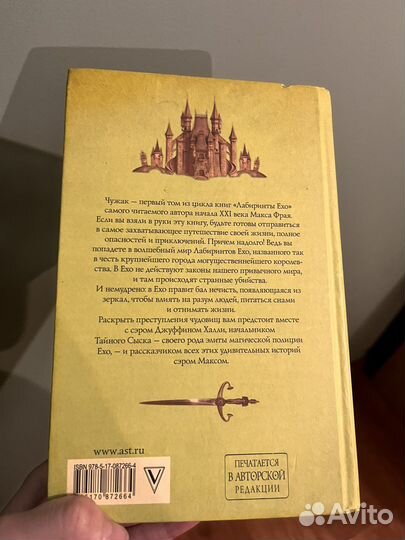 Чужак – первый том из цикла книг «Лабиринты Ехо»
самого читаемого автора начала XXI века Макса Фрая.
Если вы взяли в руки эту книгу, будьте готовы отправиться
в самое захватывающее путешествие своей жизни, полное
опасностей и приключений. Причем надолго! Ведь вы
попадете в волшебный мир Лабиринтов Ехо, названного так
в честь крупнейшего города могущественнейшего королев-
ства. В Ехо не действуют законы нашего привычного мира,
и там происходят странные убийства.
И немудрено: в Ехо правит бал нечисть, появляющаяся из
зеркал, чтобы влиять на разум людей, питаться снами
и отнимать жизни.
Раскрыть преступления чудовищ вам предстоит вместе
с сэром Джуффином Халли, начальником
Тайного Сыска – своего рода элиты магической полиции
Ехо, – и рассказчиком всех этих удивительных историй
сэром Максом.
www.ast.ru
ISBN 978-5-17-087266-4
170 872664
ПЕЧАТАЕТСЯ
В АВТОРСКОЙ
РЕДАКЦИИ
Avito